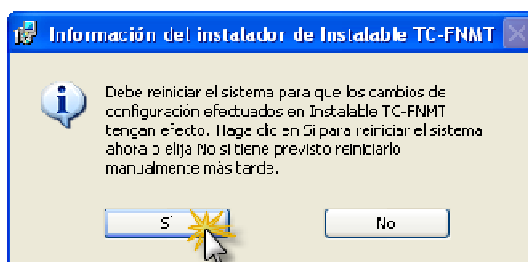 Información del instalador de Instalable TC-FNMT
Debe reiniciar el sistema para que los cambios de
configuración efectuados en Instalable TC-FNMT
tengan efecto. Haga clic en Sí para reiniciar el sistema
ahora o elija No si tiene previsto reiniciarlo
manualmente más tarde.
Sí
No